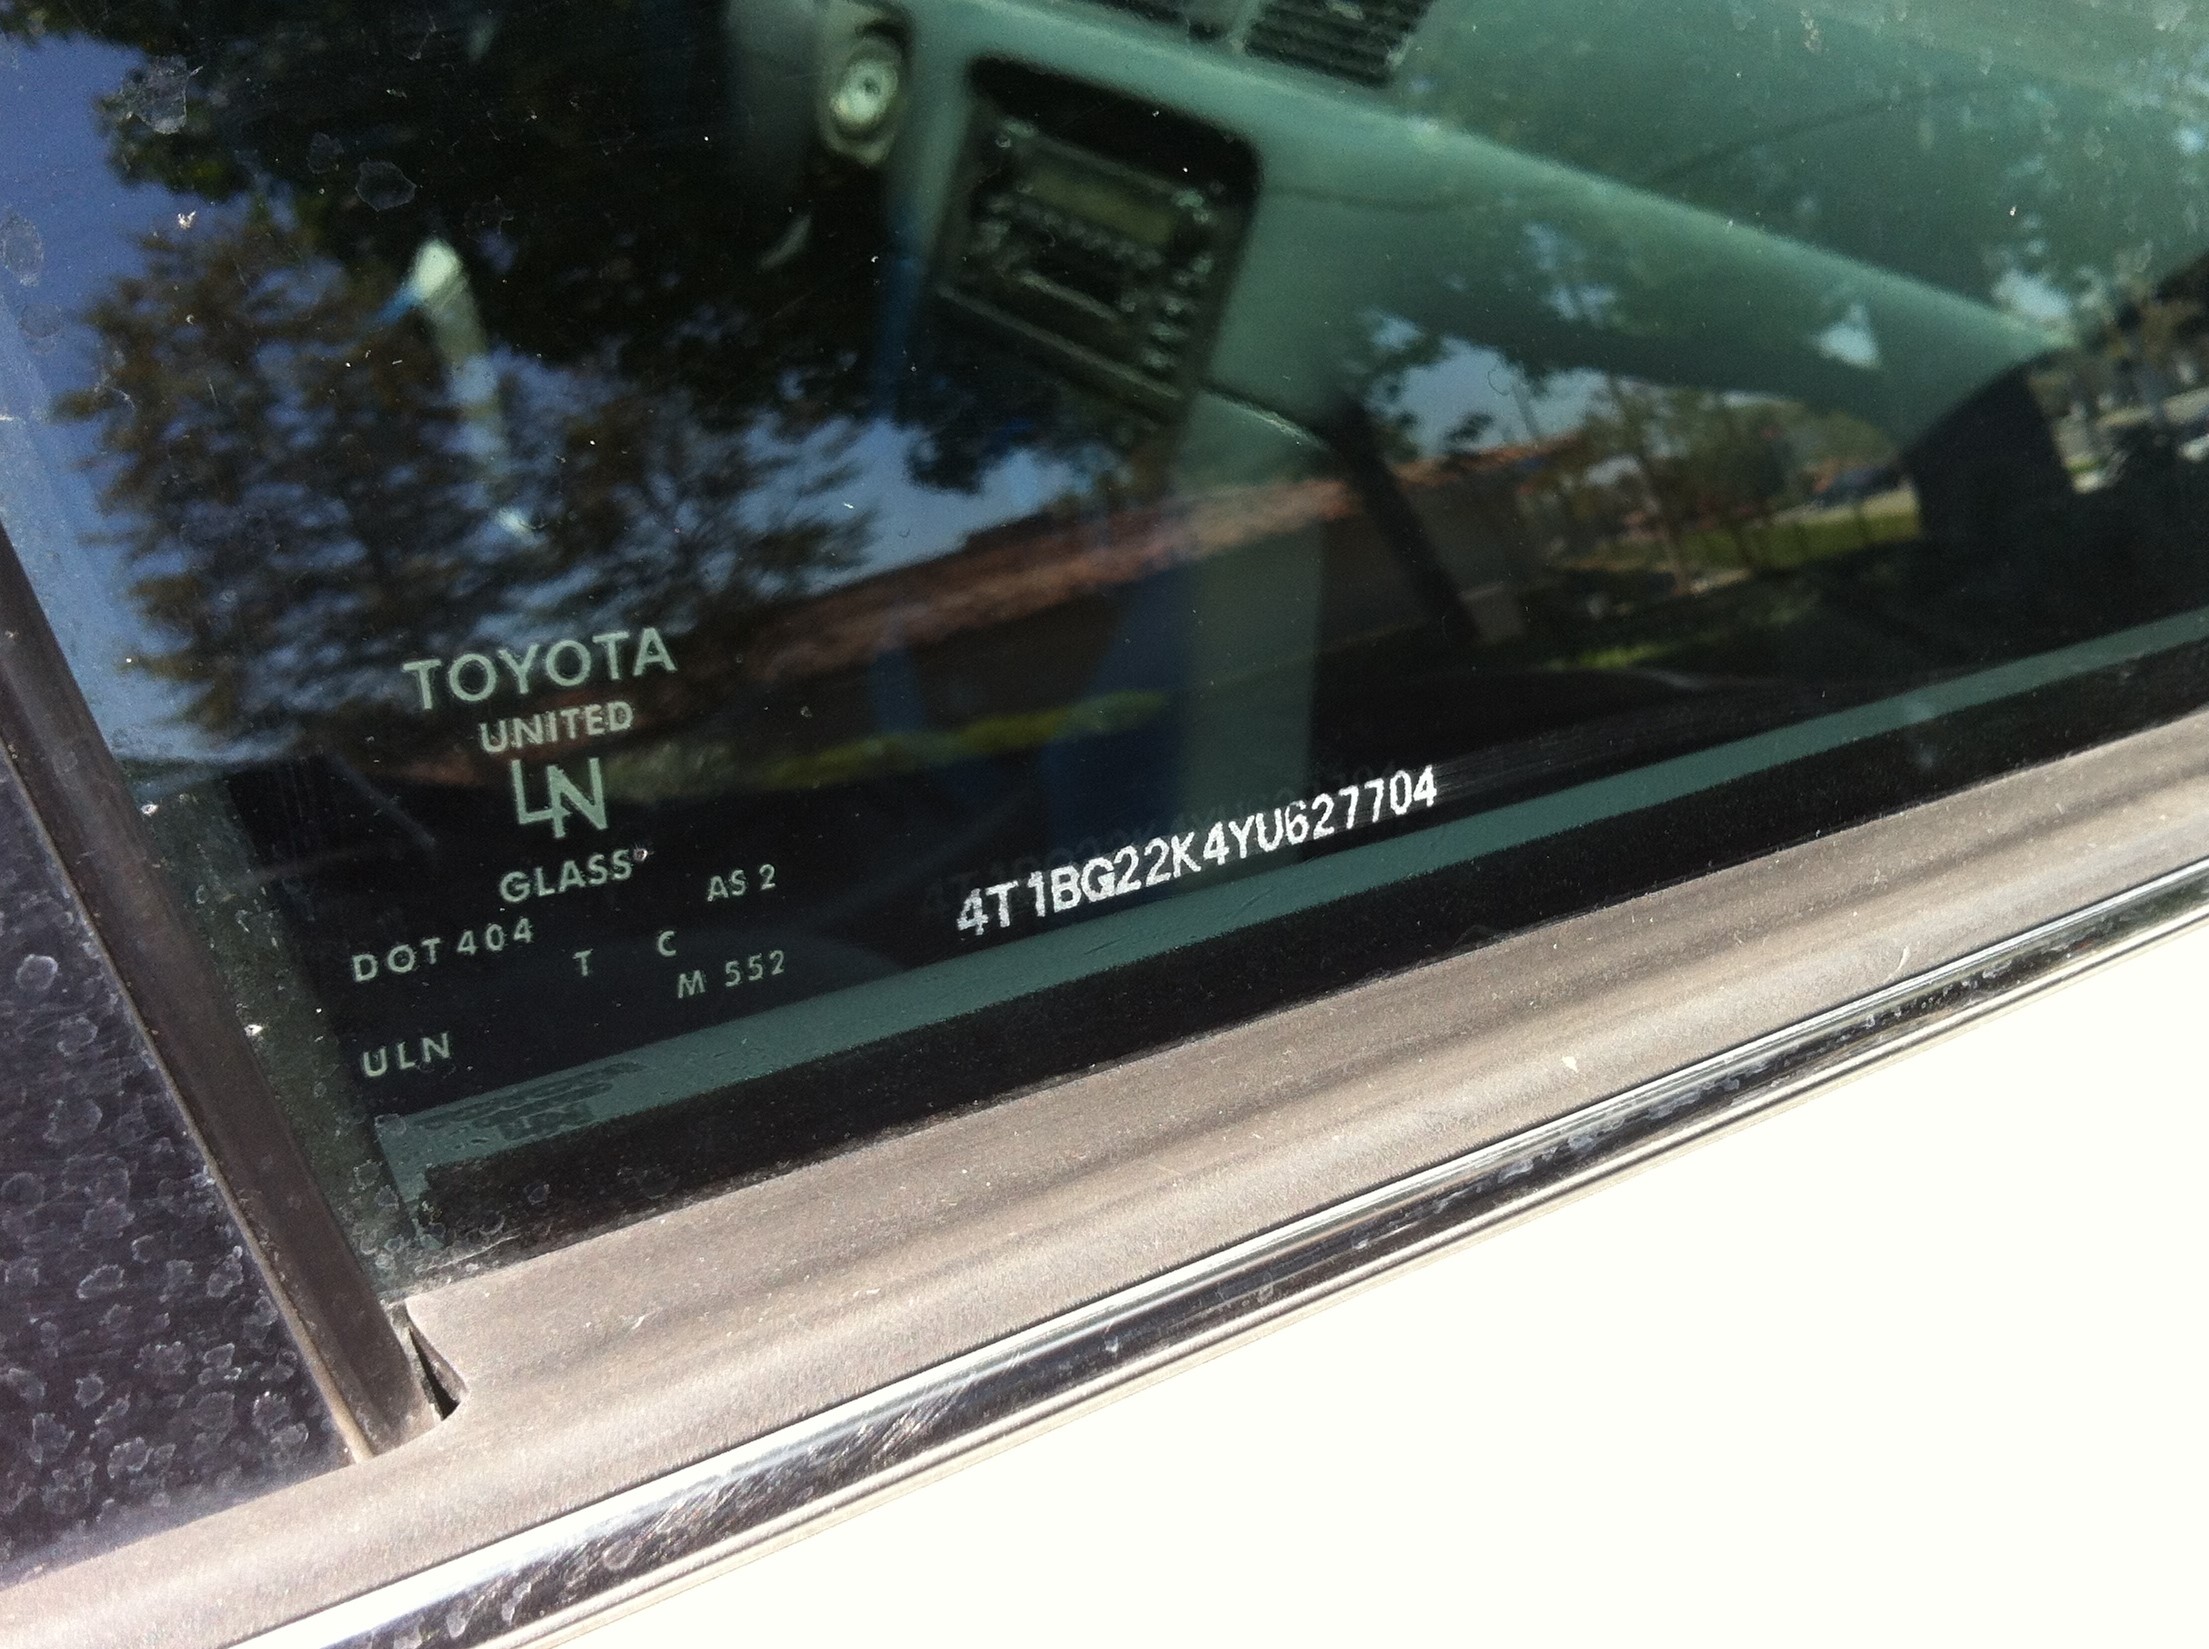 TOYOTA
UNITED
LN
GLASS
DOT 404 AS 2
T C
M 552
ULN
4T1BG22K4YU627704